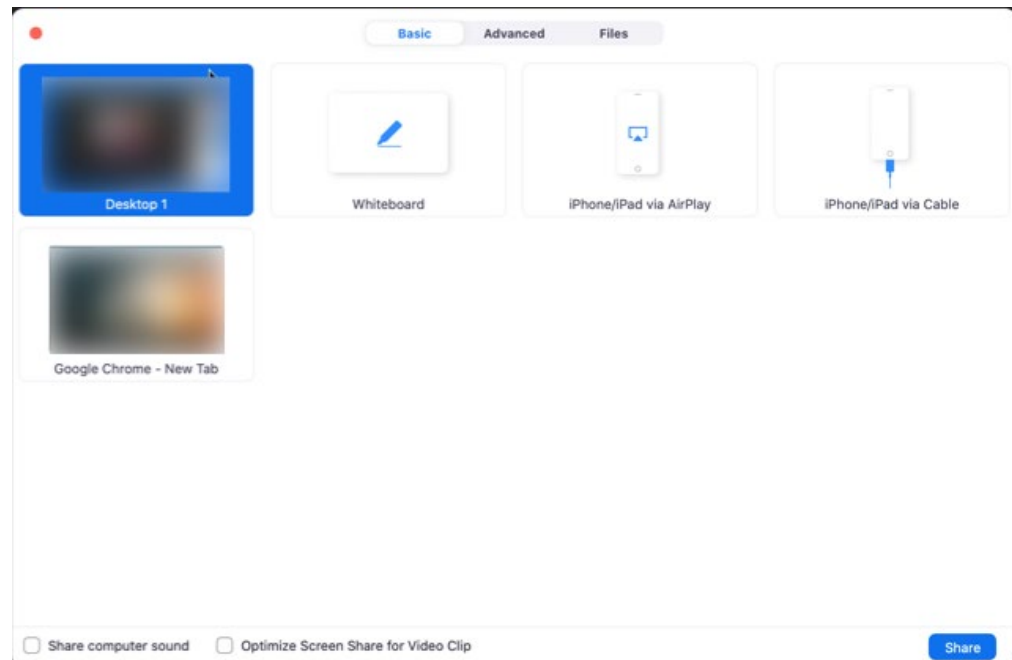 Basic Advanced Files
Desktop 1 Whiteboard iPhone/iPad via AirPlay iPhone/iPad via Cable
Google Chrome - New Tab
Share computer sound Optimize Screen Share for Video Clip Share